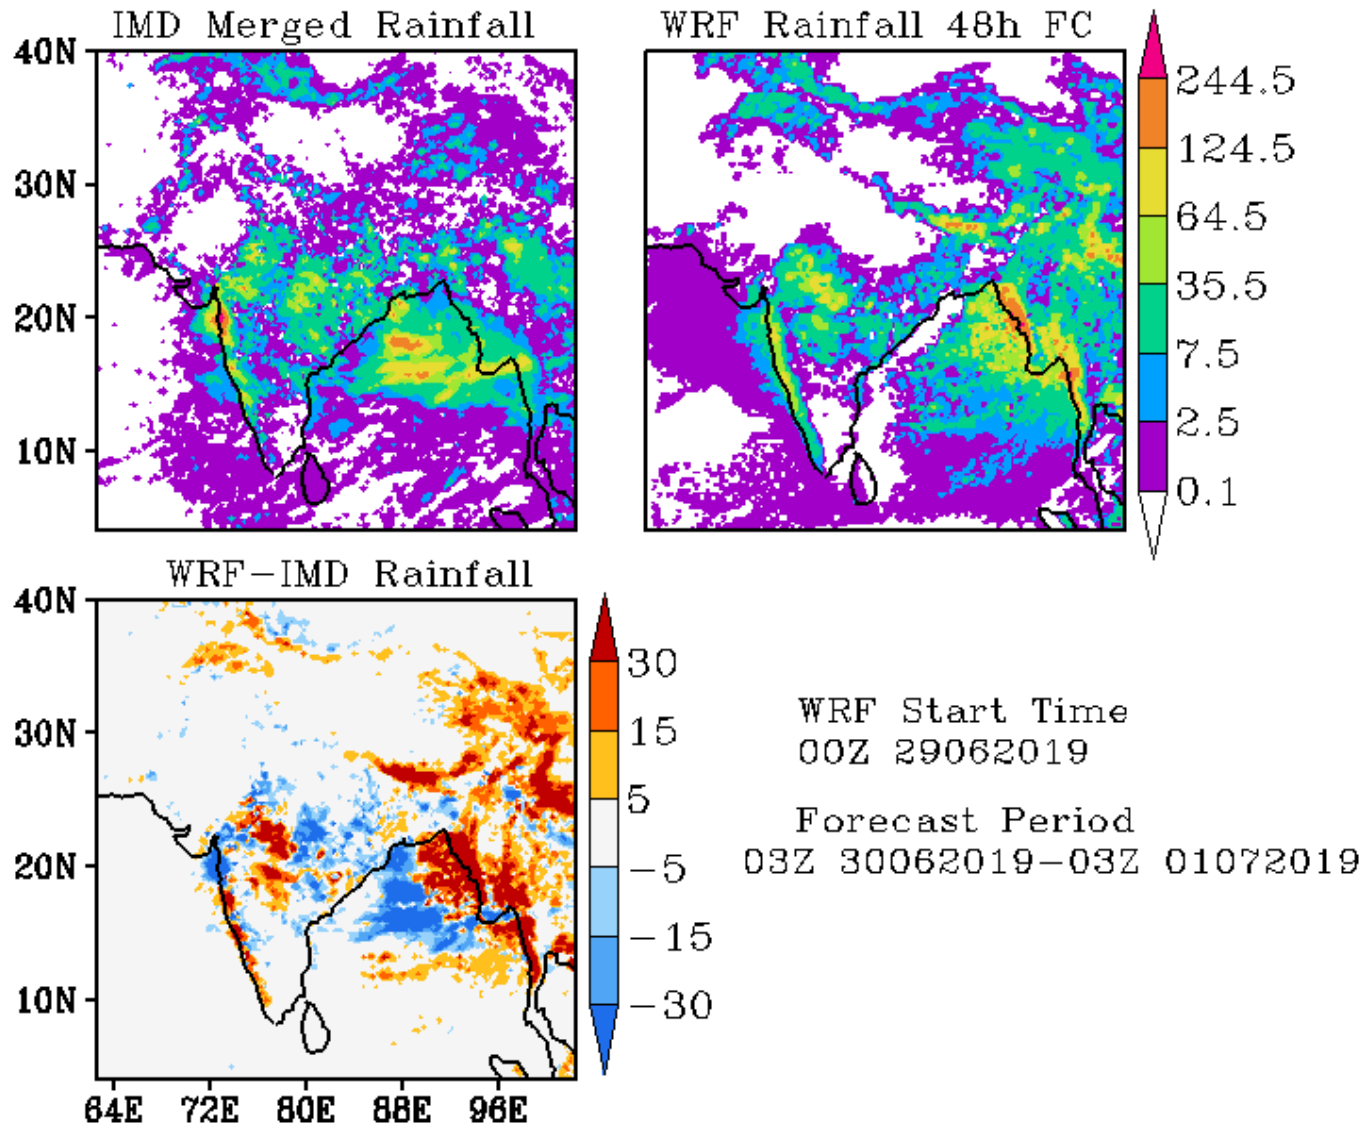 IMD Merged Rainfall
WRF Rainfall 48h FC
40N
30N
20N
10N
244.5
124.5
64.5
35.5
7.5
2.5
0.1
WRF-IMD Rainfall
40N
30N
20N
10N
64E 72E 80E 88E 96E
30
15
5
-5
-15
-30
WRF Start Time
00Z 29062019
Forecast Period
03Z 30062019-03Z 01072019